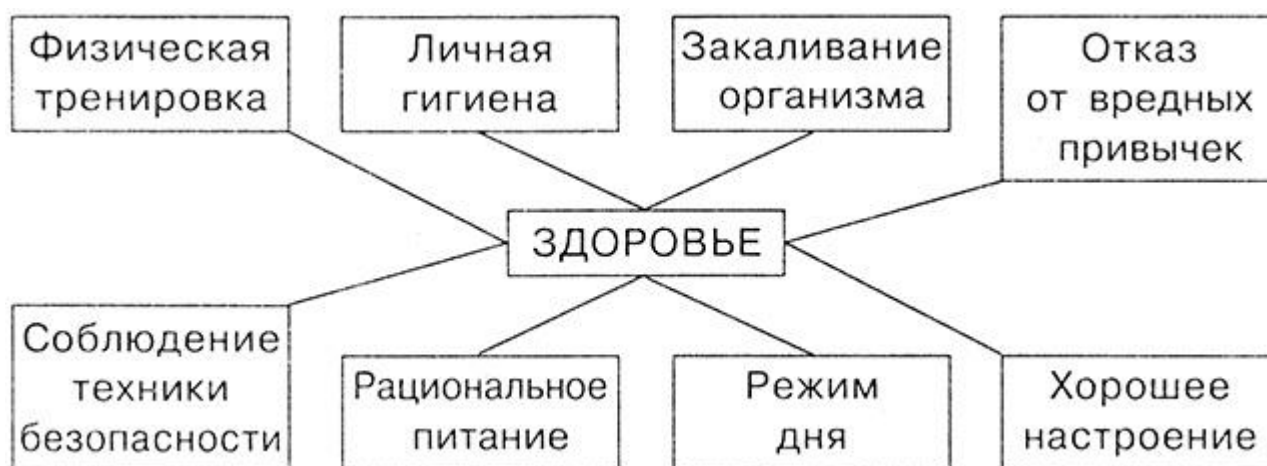 Физическая
тренировка
Личная
гигиена
Закаливание
организма
Отказ
от вредных
привычек
ЗДОРОВЬЕ
Соблюдение
техники
безопасности
Рациональное
питание
Режим
дня
Хорошее
настроение